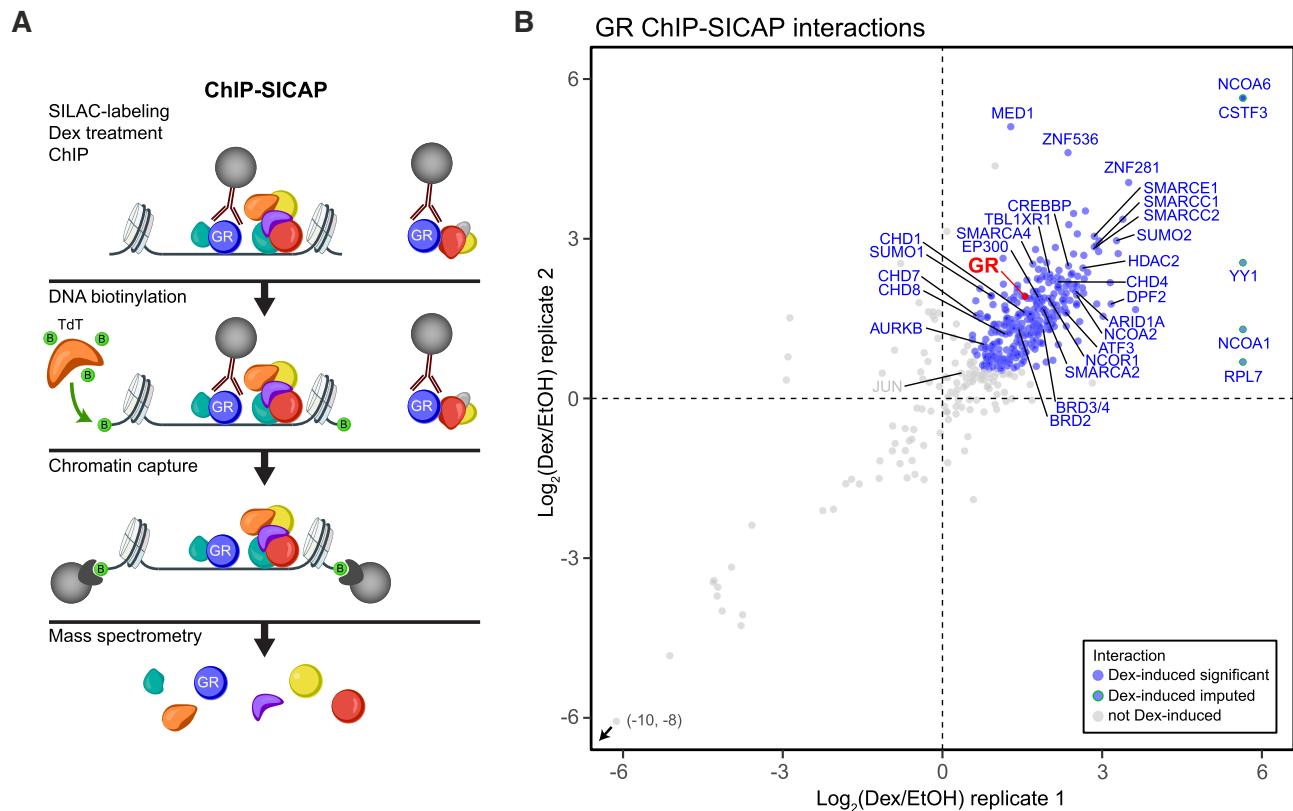 A
ChIP-SICAP
SILAC-labeling
Dex treatment
ChIP
GR
GR
DNA biotinylation
TdT
B
B
B
GR
GR
B
B
Chromatin capture
GR
B
B
Mass spectrometry
GR
B
GR ChIP-SICAP interactions
Log2(Dex/EtOH) replicate 2
6
3
0
-3
-6
NCOA6
CSTF3
MED1
ZNF536
ZNF281
SMARCE1
SMARCC1
SMARCC2
CREBBP
TBL1XR1
SMARCA4
EP300
SUMO2
CHD1
SUMO1
GR
HDAC2
YY1
CHD7
CHD8
CHD4
DPF2
AURKB
ARID1A
NCOA2
ATF3
NCOR1
SMARCA2
NCOA1
RPL7
JUN
BRD3/4
BRD2
(-10, -8)
Interaction
Dex-induced significant
Dex-induced imputed
not Dex-induced
-6
-3
0
3
6
Log2(Dex/EtOH) replicate 1